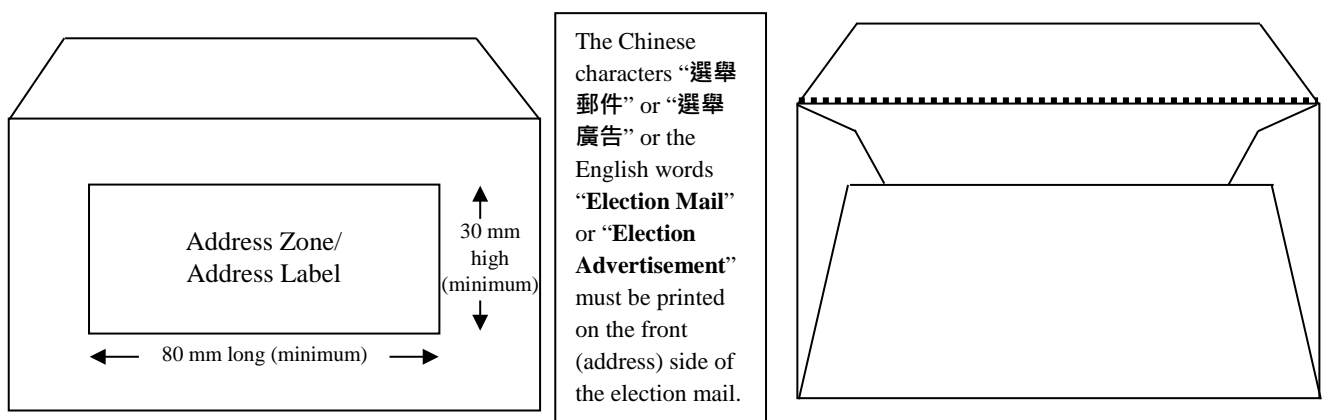 Address Zone/
Address Label
30 mm
high
(minimum)
80 mm long (minimum)
The Chinese
characters “選舉
郵件” or “選舉
廣告” or the
English words
“Election Mail”
or “Election
Advertisement”
must be printed
on the front
(address) side of
the election mail.